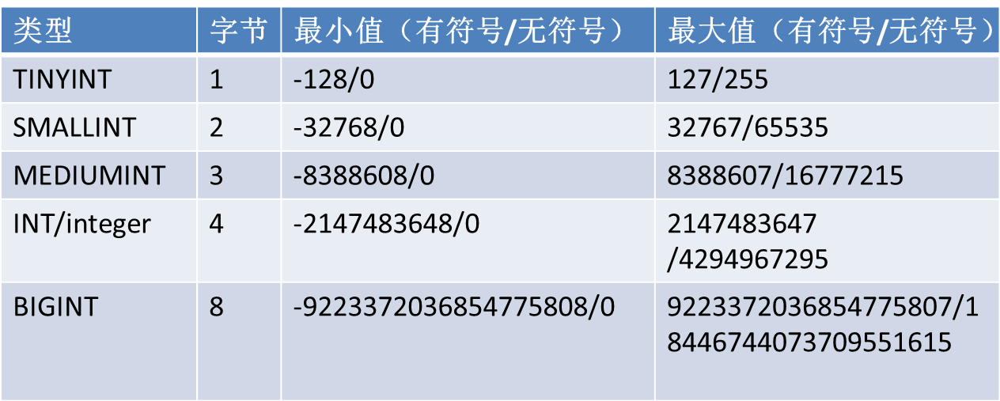 类型 字节 最小值（有符号/无符号） 最大值（有符号/无符号）
TINYINT 1 -128/0 127/255
SMALLINT 2 -32768/0 32767/65535
MEDIUMINT 3 -8388608/0 8388607/16777215
INT/integer 4 -2147483648/0 2147483647
/4294967295
BIGINT 8 -9223372036854775808/0 9223372036854775807/1
8446744073709551615